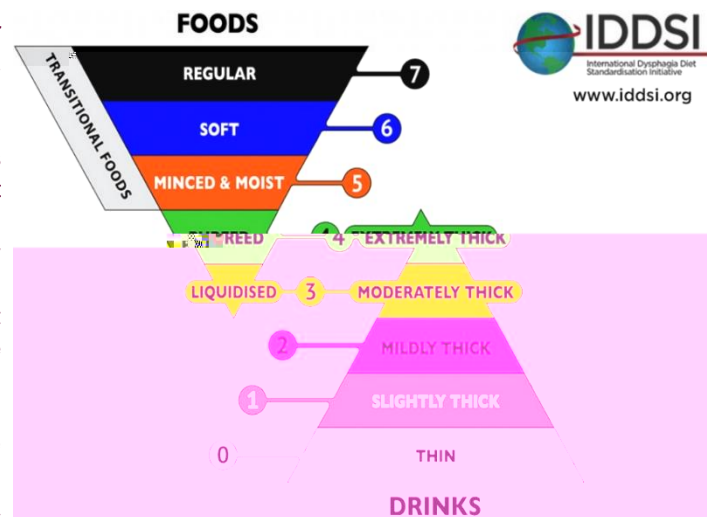 FOODS
IDDSI
International Dysphagia Diet
Standardisation Initiative
www.iddsi.org
TRANSITIONAL FOODS
REGULAR
7
SOFT
6
MINCED & MOIST
5
4
EXTREMELY THICK
LIQUIDISED
3
MODERATELY THICK
2
MILDLY THICK
1
SLIGHTLY THICK
0
THIN
DRINKS